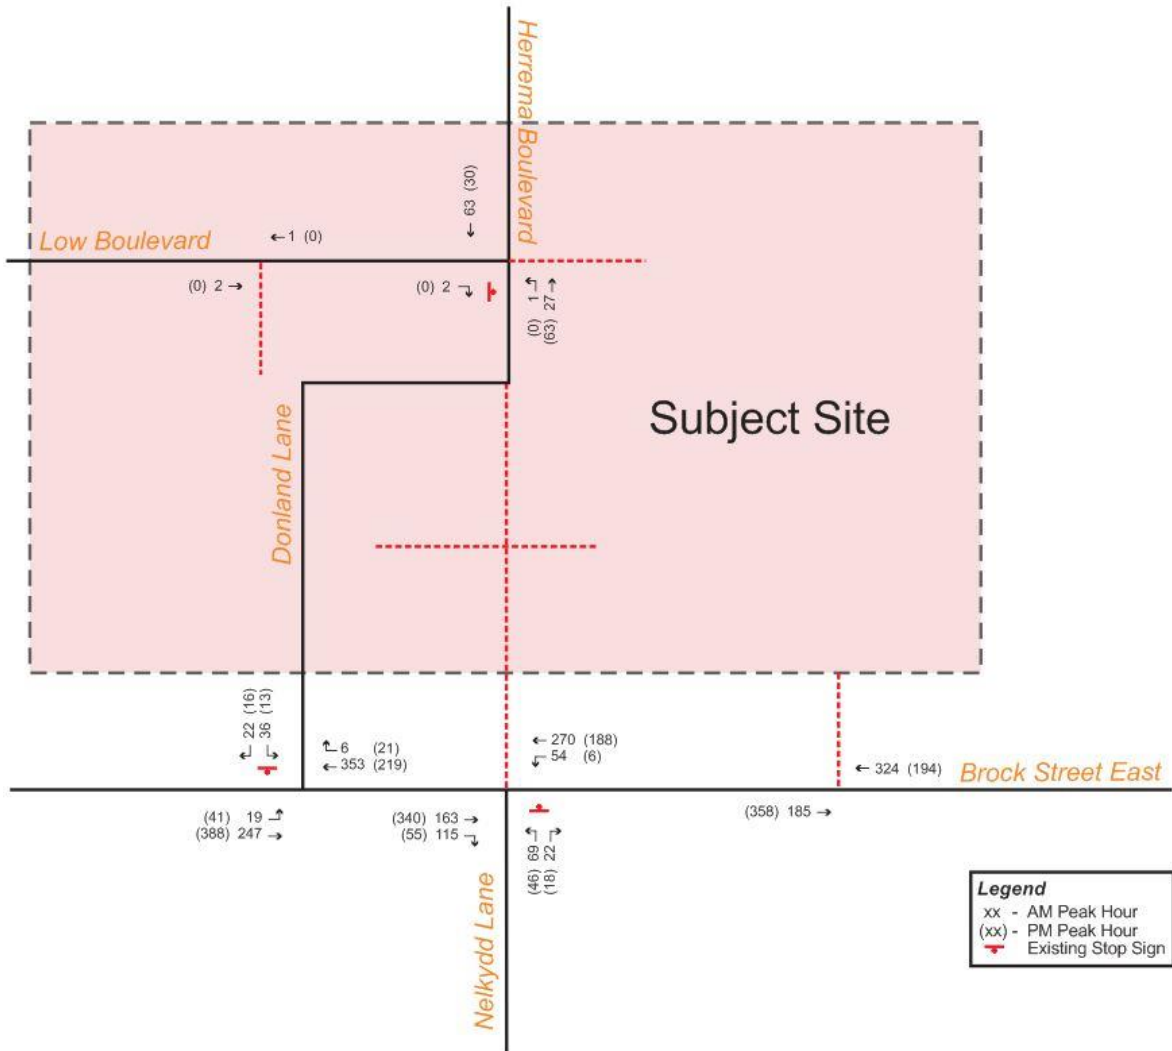 Herrema Boulevard
63 (30)
Low Boulevard
1 (0)
(0) 2
(0) 2
(0) 1
(63) 27
Subject Site
Donland Lane
22 (16)
36 (13)
6 (21)
353 (219)
270 (188)
54 (6)
324 (194)
Brock Street East
(41) 19
(388) 247
(340) 163
(55) 115
(358) 185
(46) 69
(18) 22
Nelkydd Lane
Legend
xx - AM Peak Hour
(xx) - PM Peak Hour
Existing Stop Sign